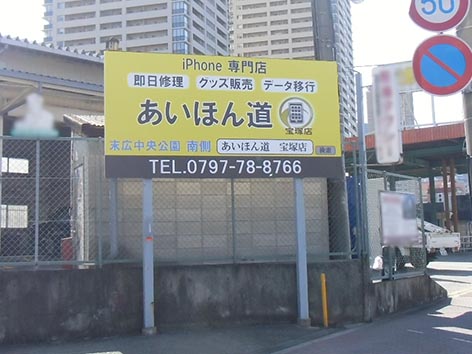 50
iPhone 専門店
即日修理 グッズ販売 データ移行
あいほん道
宝塚店
末広中央公園 南側 あいほん道 宝塚店 検索
TEL.0797-78-8766